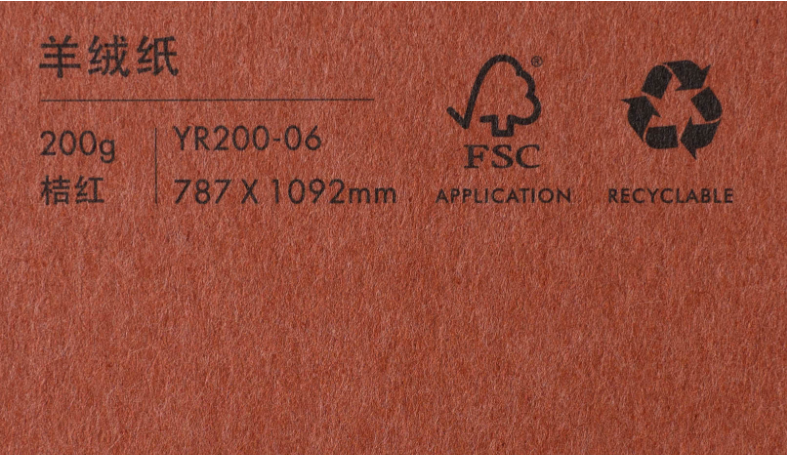 羊绒纸
200g
桔红
YR200-06
787 X 1092mm
®
FSC
APPLICATION
RECYCLABLE